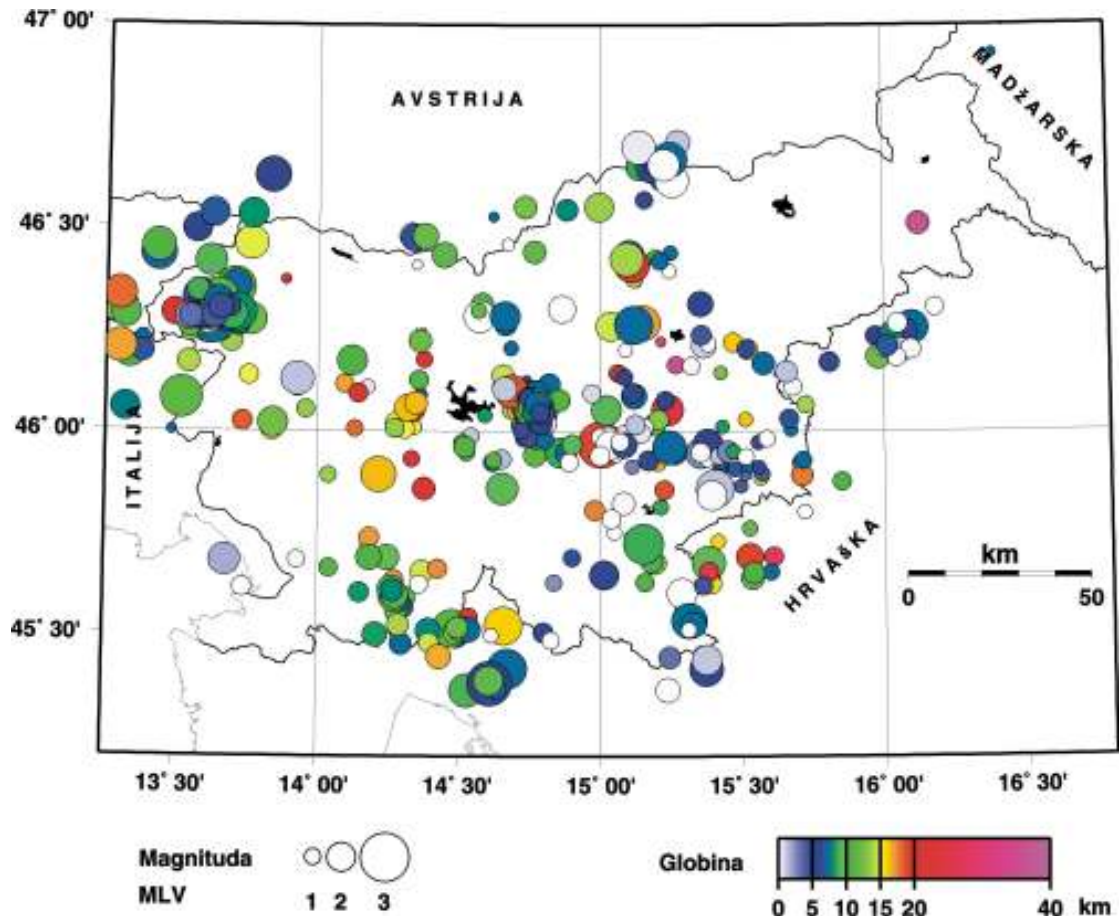 47° 00'
AVSTRIJA
MADžARSKA
46° 30'
46° 00'
ITALIJA
HRVAšKA
km
0 50
45° 30'
13° 30' 14° 00' 14° 30' 15° 00' 15° 30' 16° 00' 16° 30'
Magnituda
MLV
1 2 3
Globina
0 5 10 15 20 40 km